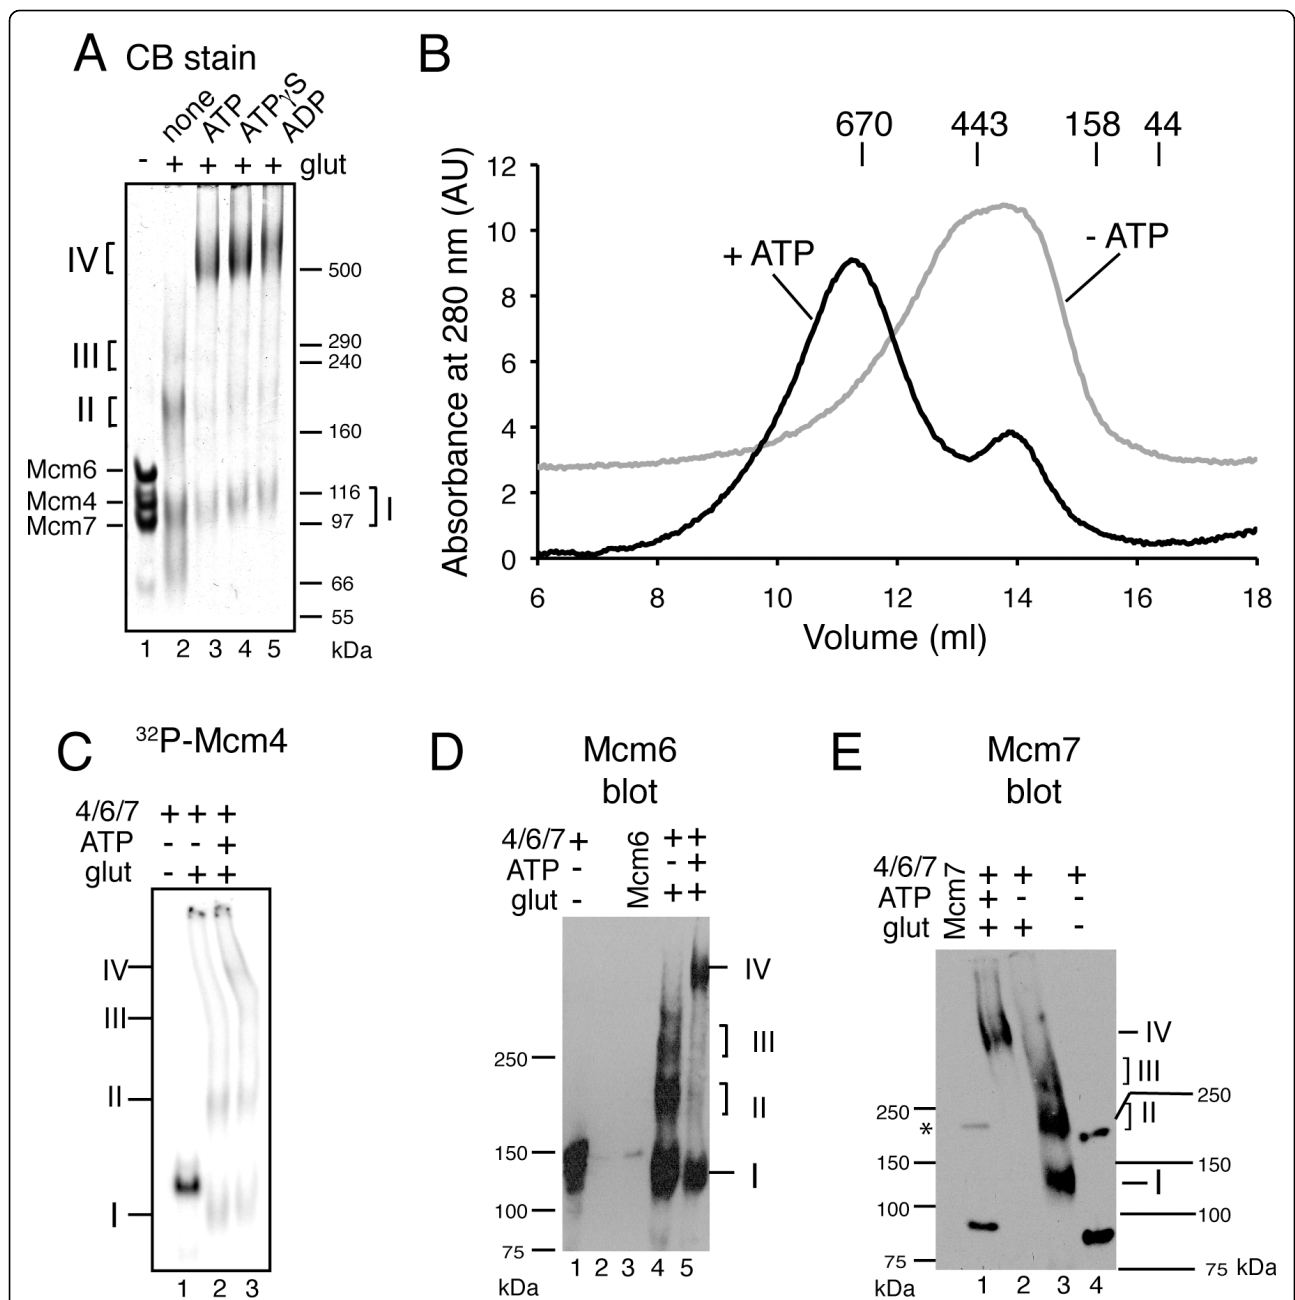 A CB stain
none ATP ATPγS ADP
- + + + + glut
IV
III
II
Mcm6
Mcm4
Mcm7
500
290
240
160
116
97
I
66
55
1 2 3 4 5 kDa
B
670 443 158 44
Absorbance at 280 nm (AU)
12
10
8
6
4
2
0
+ ATP
- ATP
6 8 10 12 14 16 18
Volume (ml)
C ³²P-Mcm4
4/6/7 + + +
ATP - - +
glut - + +
IV
III
II
I
1 2 3
D Mcm6
blot
4/6/7 + Mcm6 + +
ATP - - +
glut - + +
IV
III
250
II
150
I
100
75
kDa
1 2 3 4 5
E Mcm7
blot
4/6/7 Mcm7 + + +
ATP + - -
glut + + -
IV
III
250
250
II
*
150
150
I
100
100
75
75 kDa
kDa
1 2 3 4